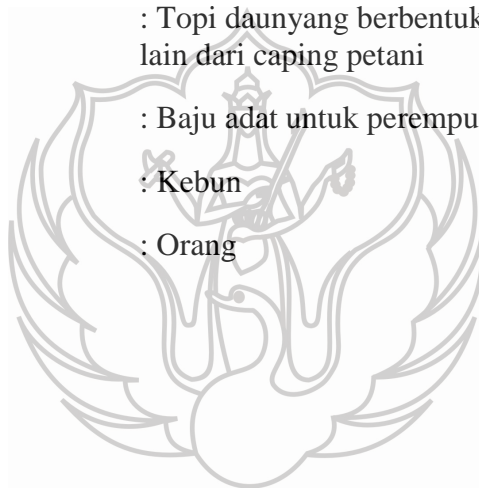 : Topi daunyang berbentuk
lain dari caping petani
: Baju adat untuk perempu
: Kebun
: Orang